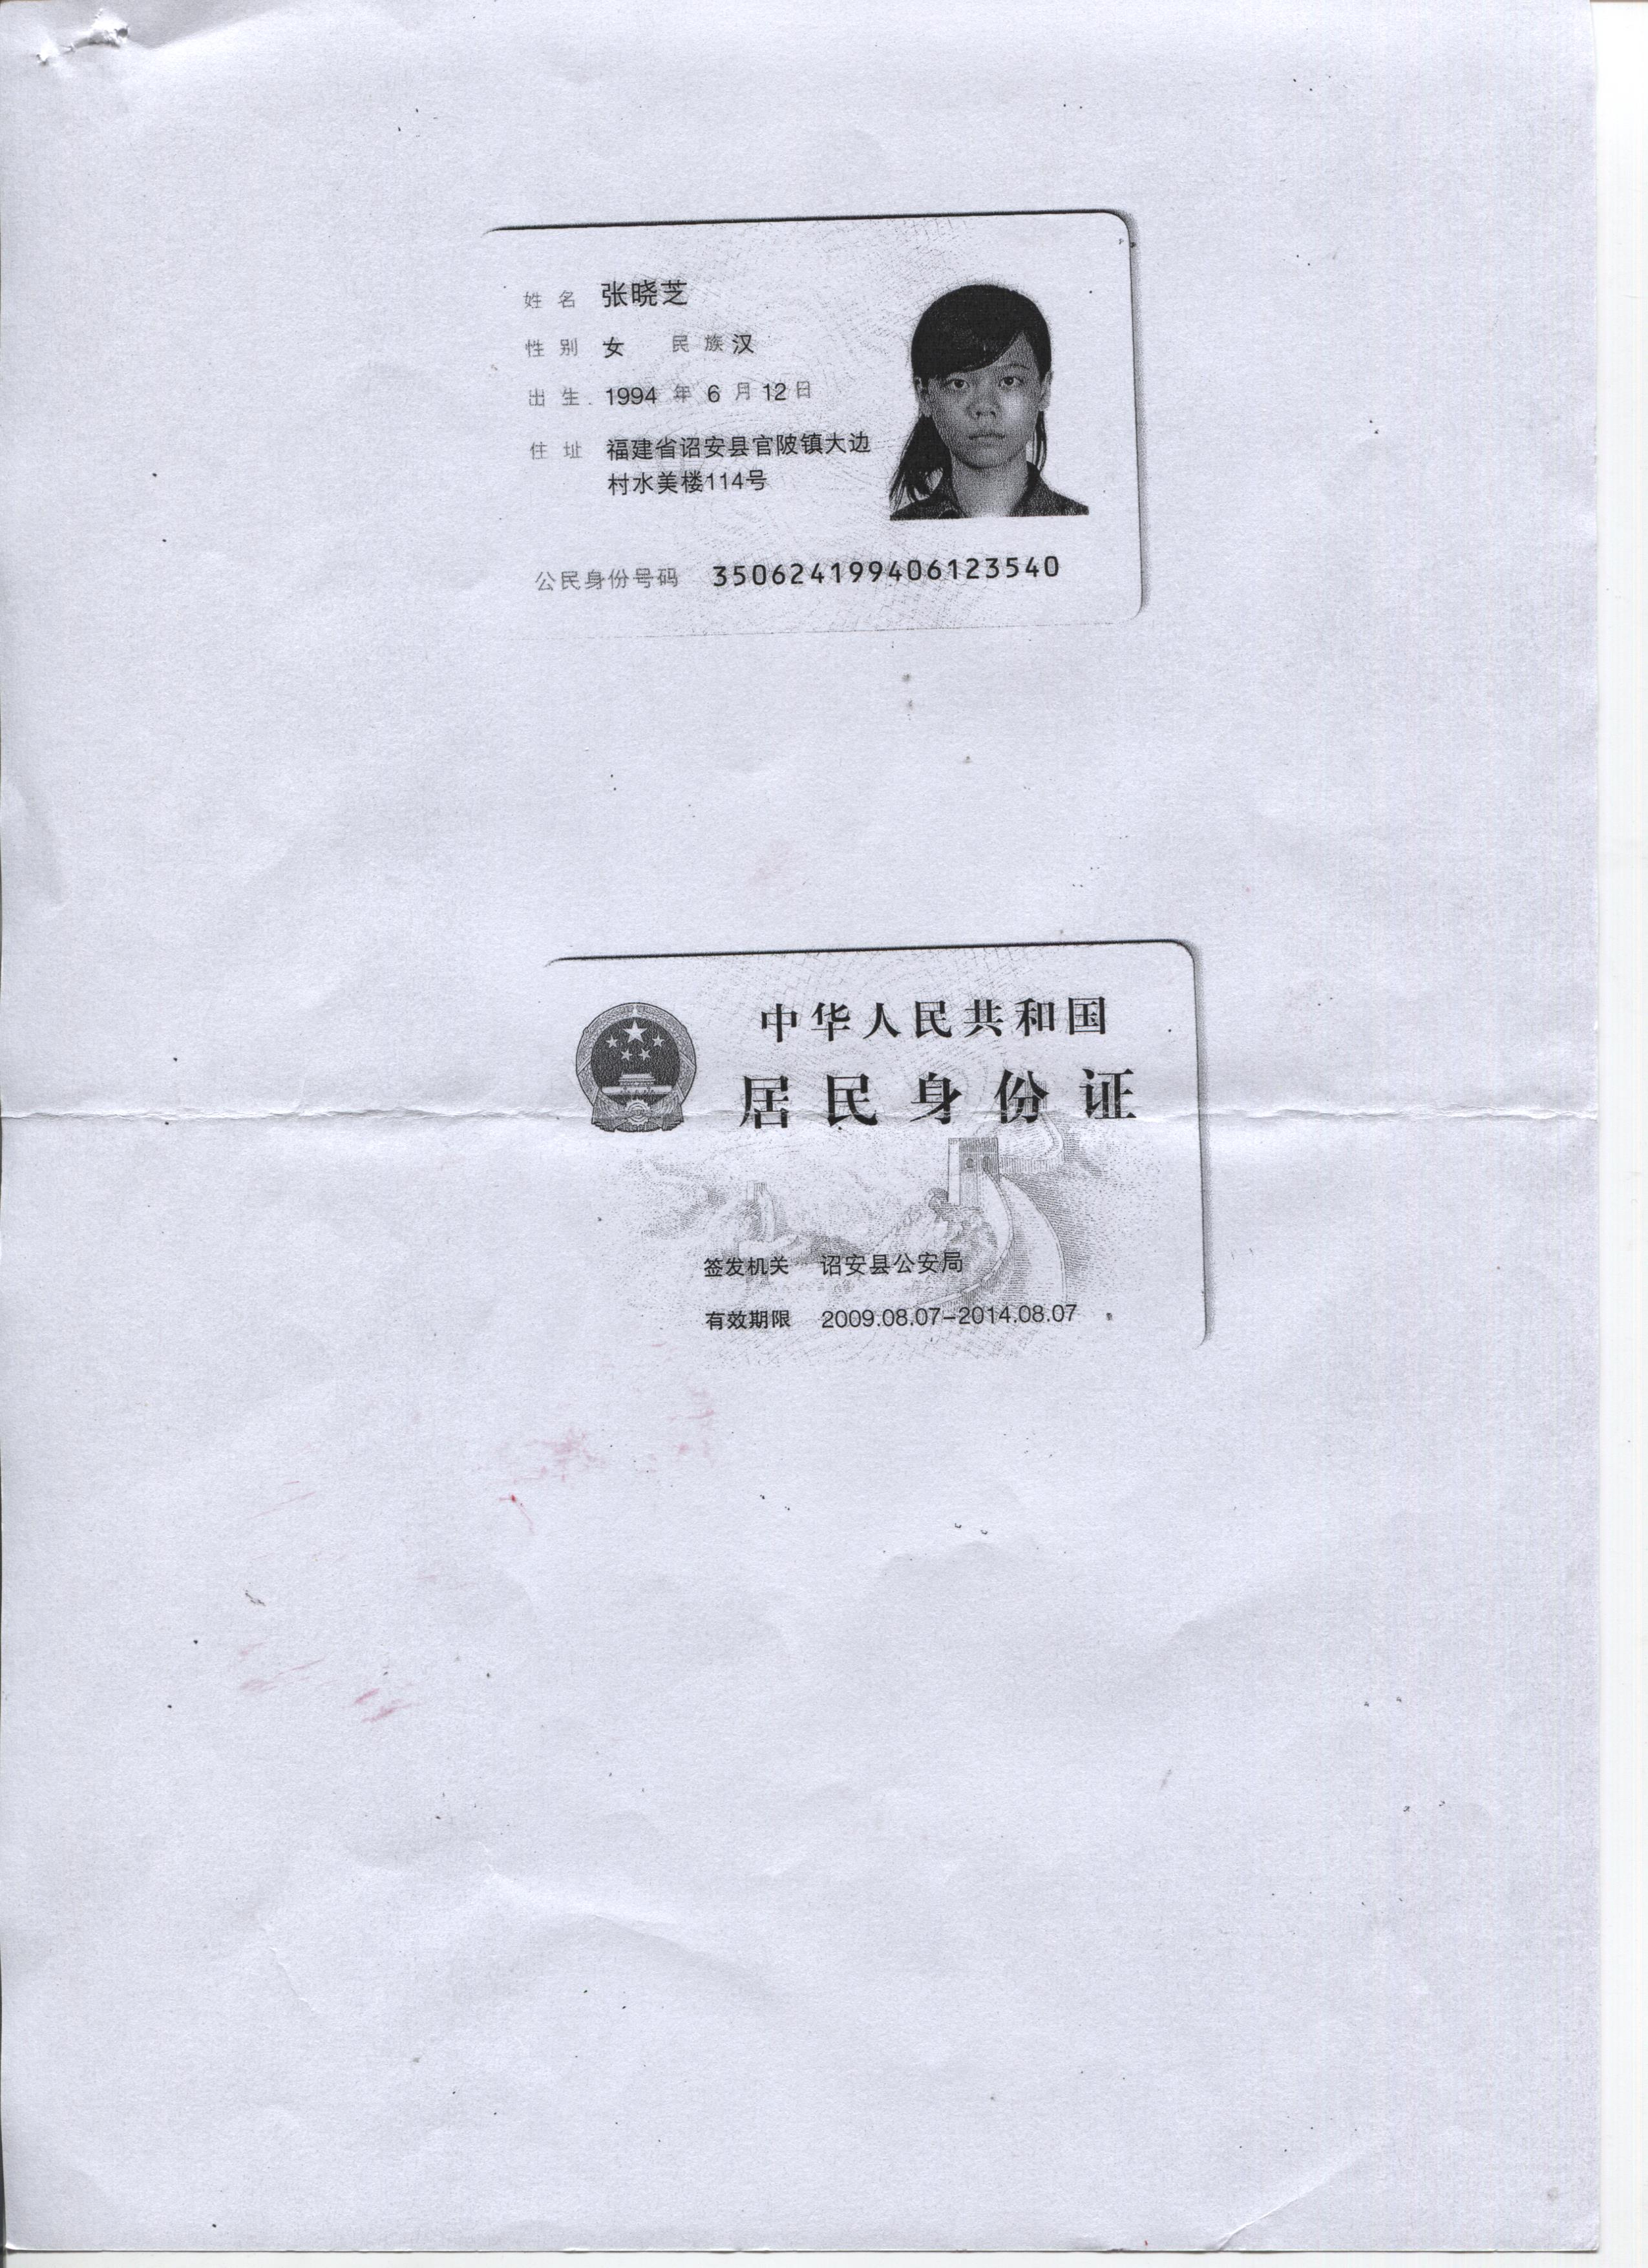 姓名 张晓芝
性别 女 民族 汉
出生 1994 年 6 月 12 日
住址 福建省诏安县官陂镇大边
村水美楼114号
公民身份号码 350624199406123540
中华人民共和国
居民身份证
签发机关 诏安县公安局
有效期限 2009.08.07-2014.08.07